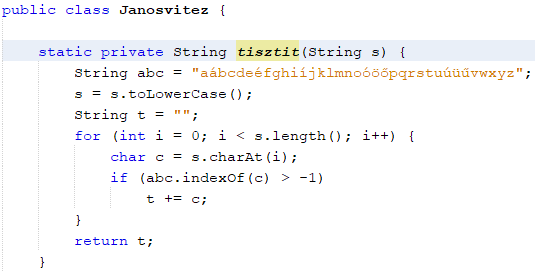 public class Janosvitez {
static private String tisztit(String s) {
String abc = "aábcdeéfghiíjklmnoóöőpqrstuúüűvwxyz";
s = s.toLowerCase();
String t = "";
for (int i = 0; i < s.length(); i++) {
char c = s.charAt(i);
if (abc.indexOf(c) > -1)
t += c;
}
return t;
}